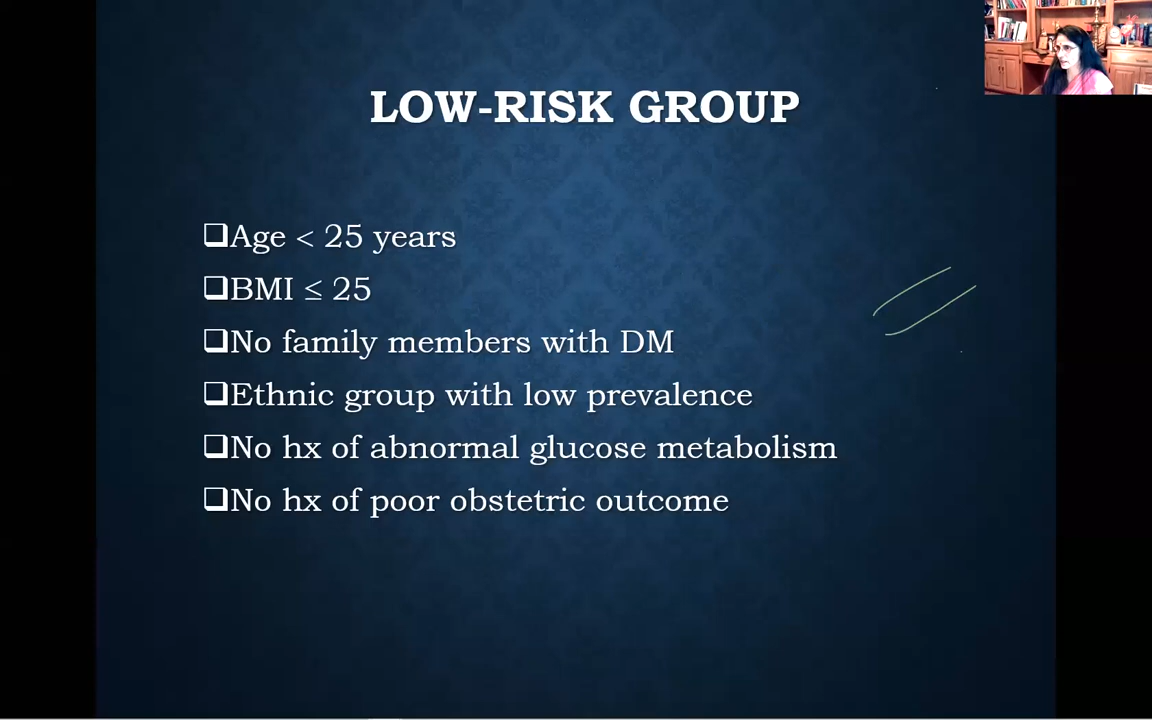 LOW-RISK GROUP
❑Age < 25 years
❑BMI ≤ 25
❑No family members with DM
❑Ethnic group with low prevalence
❑No hx of abnormal glucose metabolism
❑No hx of poor obstetric outcome